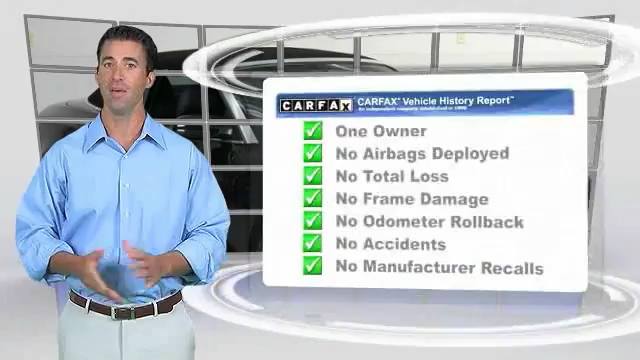 CARFAX CARFAX® Vehicle History Report™
One Owner
No Airbags Deployed
No Total Loss
No Frame Damage
No Odometer Rollback
No Accidents
No Manufacturer Recalls